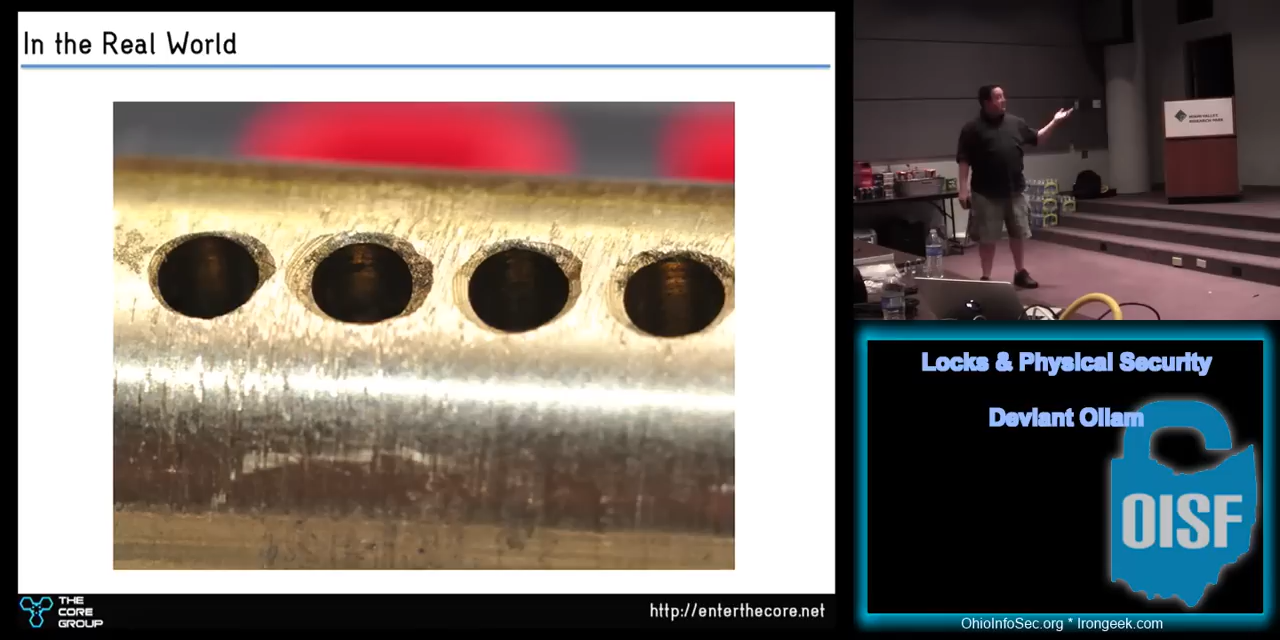 In the Real World
THE
CORE
GROUP
http://enterthecore.net
Locks & Physical Security
Deviant Ollam
OISF
OhioInfoSec.org * Irongeek.com